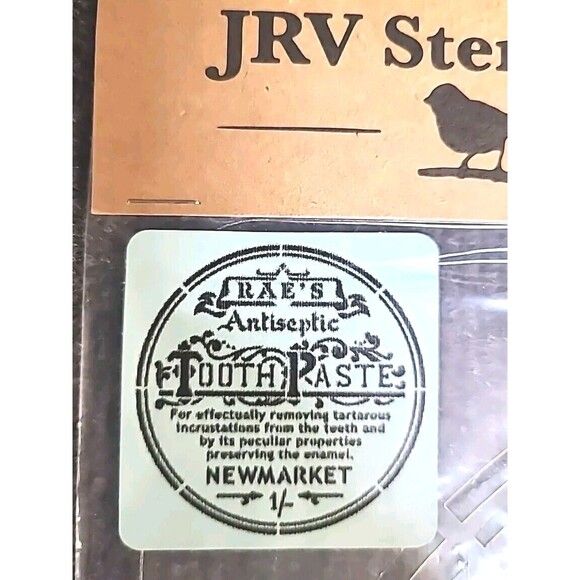 JRV Ste
RAE'S
Antiseptic
TOOTH PASTE
For effectually removing tartarous
incrustations from the teeth and
by its peculiar properties
preserving the enamel.
NEWMARKET
1/-